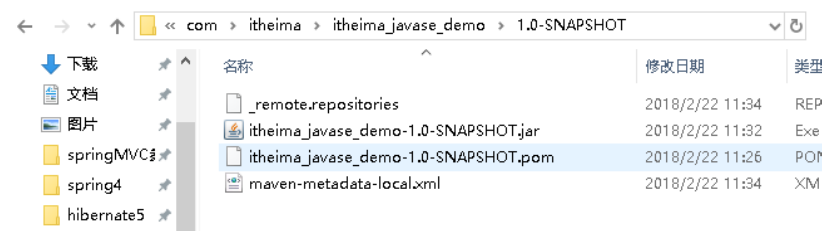 « com › itheima › itheima_javase_demo › 1.0-SNAPSHOT
下载
文档
图片
springMVC
spring4
hibernate5
名称 修改日期 类型
_remote.repositories 2018/2/22 11:34 REP
itheima_javase_demo-1.0-SNAPSHOT.jar 2018/2/22 11:32 Exe
itheima_javase_demo-1.0-SNAPSHOT.pom 2018/2/22 11:26 POM
maven-metadata-local.xml 2018/2/22 11:34 XM